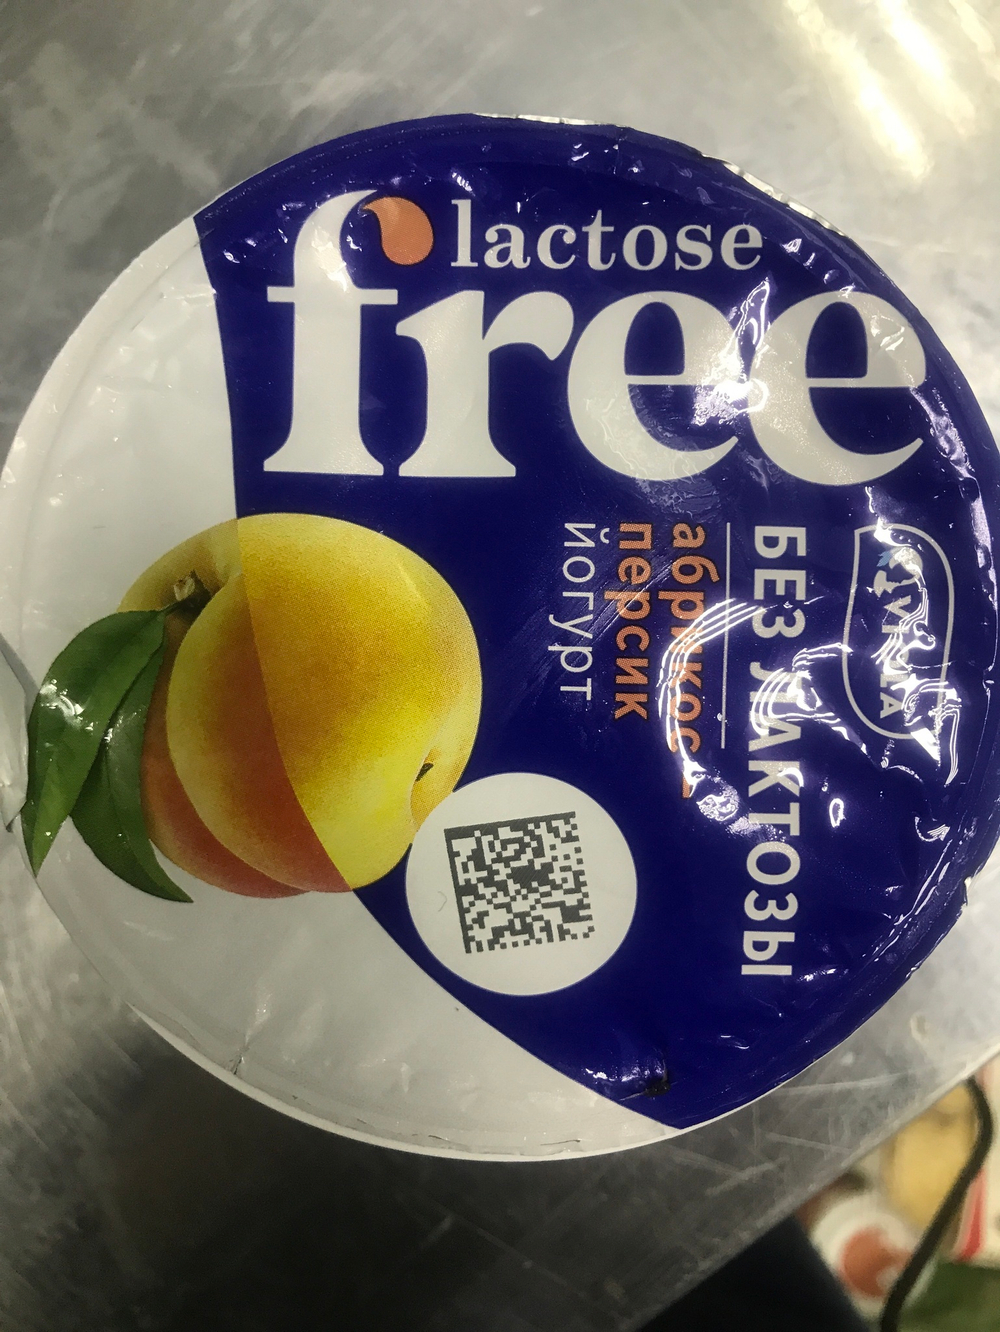 lactose
free
БЕЗ ЛАКТОЗЫ
абрикос-
персик
йогурт